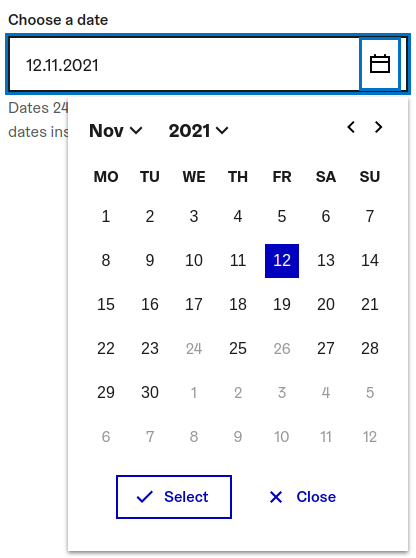 Choose a date
12.11.2021
Dates 24
dates ins
Nov 2021
MO TU WE TH FR SA SU
1 2 3 4 5 6 7
8 9 10 11 12 13 14
15 16 17 18 19 20 21
22 23 24 25 26 27 28
29 30 1 2 3 4 5
6 7 8 9 10 11 12
Select Close